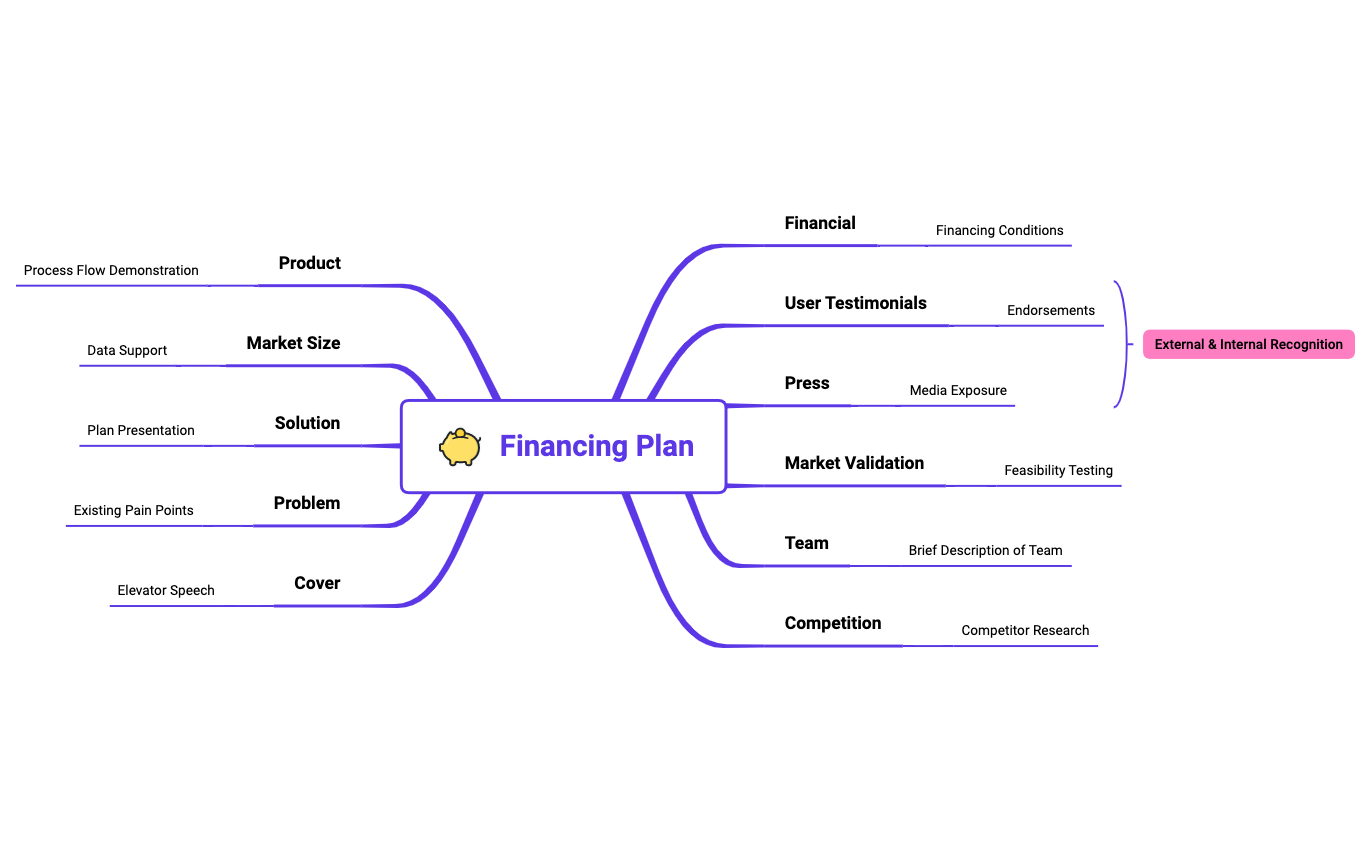 Financing Plan
Financial
Financing Conditions
User Testimonials
Endorsements
Press
Media Exposure
External & Internal Recognition
Market Validation
Feasibility Testing
Team
Brief Description of Team
Competition
Competitor Research
Product
Process Flow Demonstration
Market Size
Data Support
Solution
Plan Presentation
Problem
Existing Pain Points
Cover
Elevator Speech